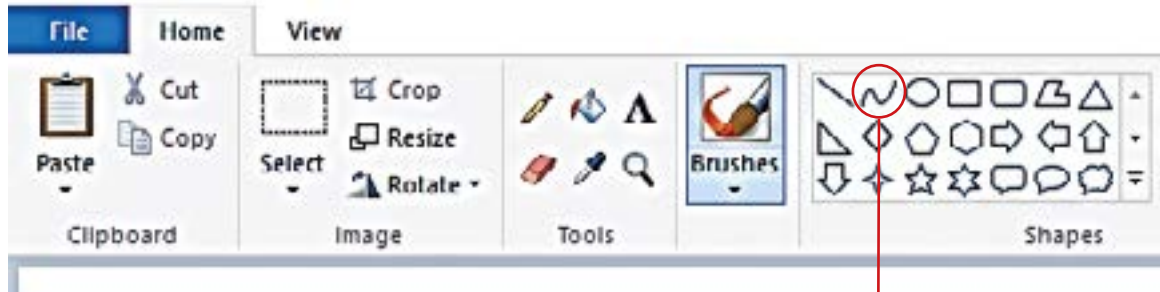 File Home View
Cut
Crop
Copy
Resize
Paste
Select
Rotate
Brushes
Clipboard
Image
Tools
Shapes